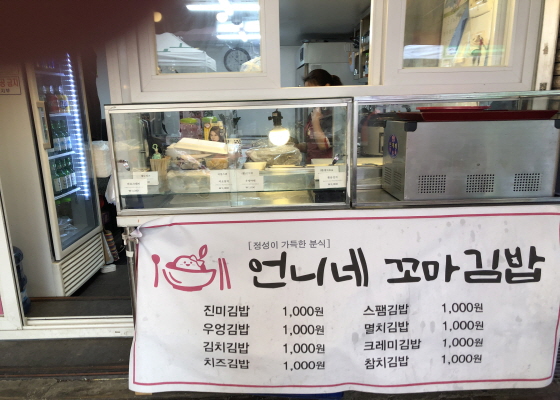 [정성이 가득한 분식]
언니네 꼬마김밥
진미김밥 1,000원 스팸김밥 1,000원
우엉김밥 1,000원 멸치김밥 1,000원
김치김밥 1,000원 크레미김밥 1,000원
치즈김밥 1,000원 참치김밥 1,000원